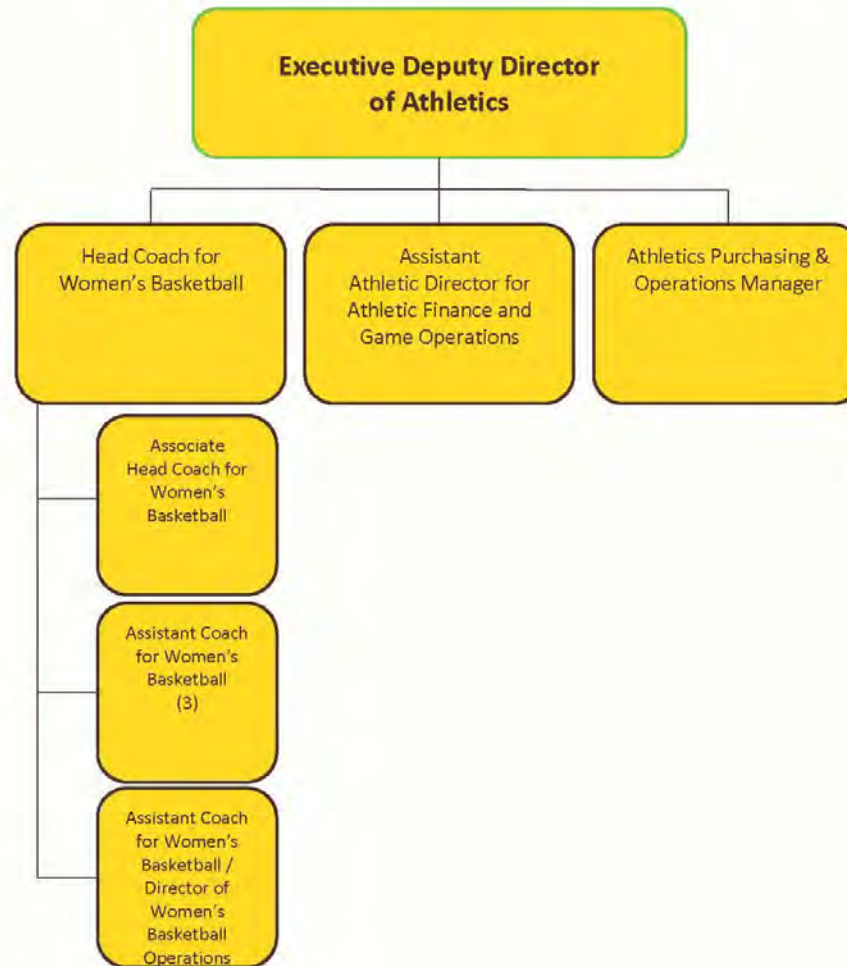 Executive Deputy Director
of Athletics
Head Coach for
Women's Basketball
Assistant
Athletic Director for
Athletic Finance and
Game Operations
Athletics Purchasing &
Operations Manager
Associate
Head Coach for
Women's
Basketball
Assistant Coach
for Women's
Basketball
(3)
Assistant Coach
for Women's
Basketball /
Director of
Women's
Basketball
Operations